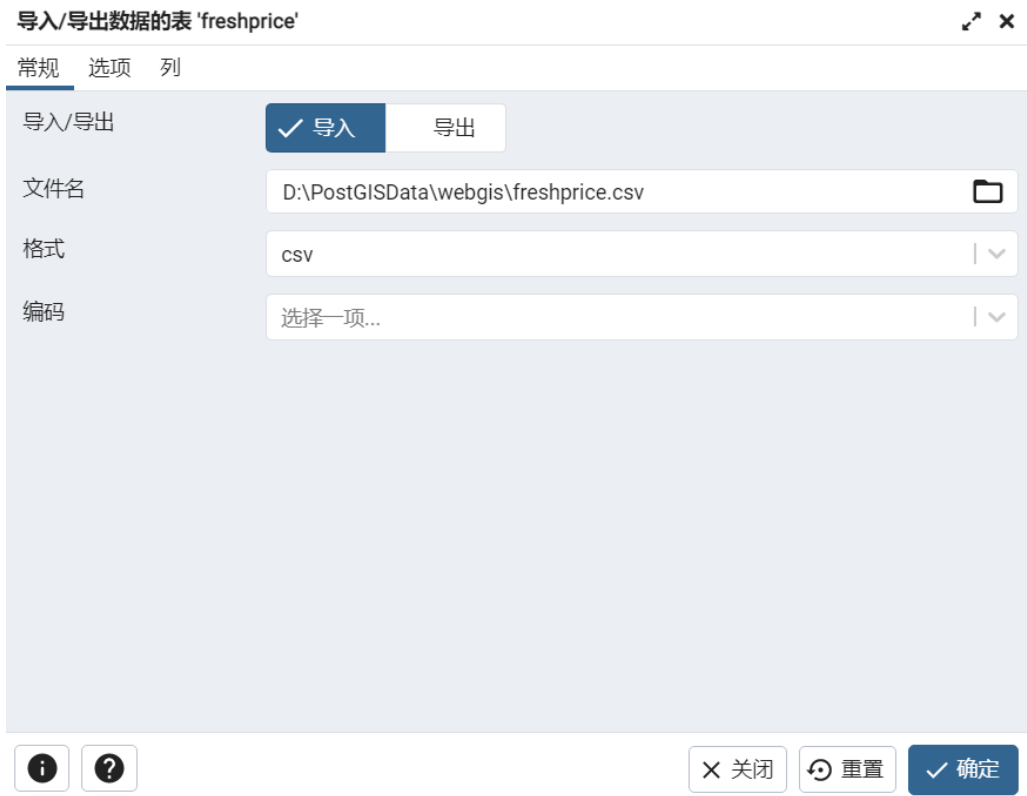 导入/导出数据的表 'freshprice'
常规 选项 列
导入/导出 导入 导出
文件名 D:\PostGISData\webgis\freshprice.csv
格式 csv
编码 选择一项...
关闭 重置 确定